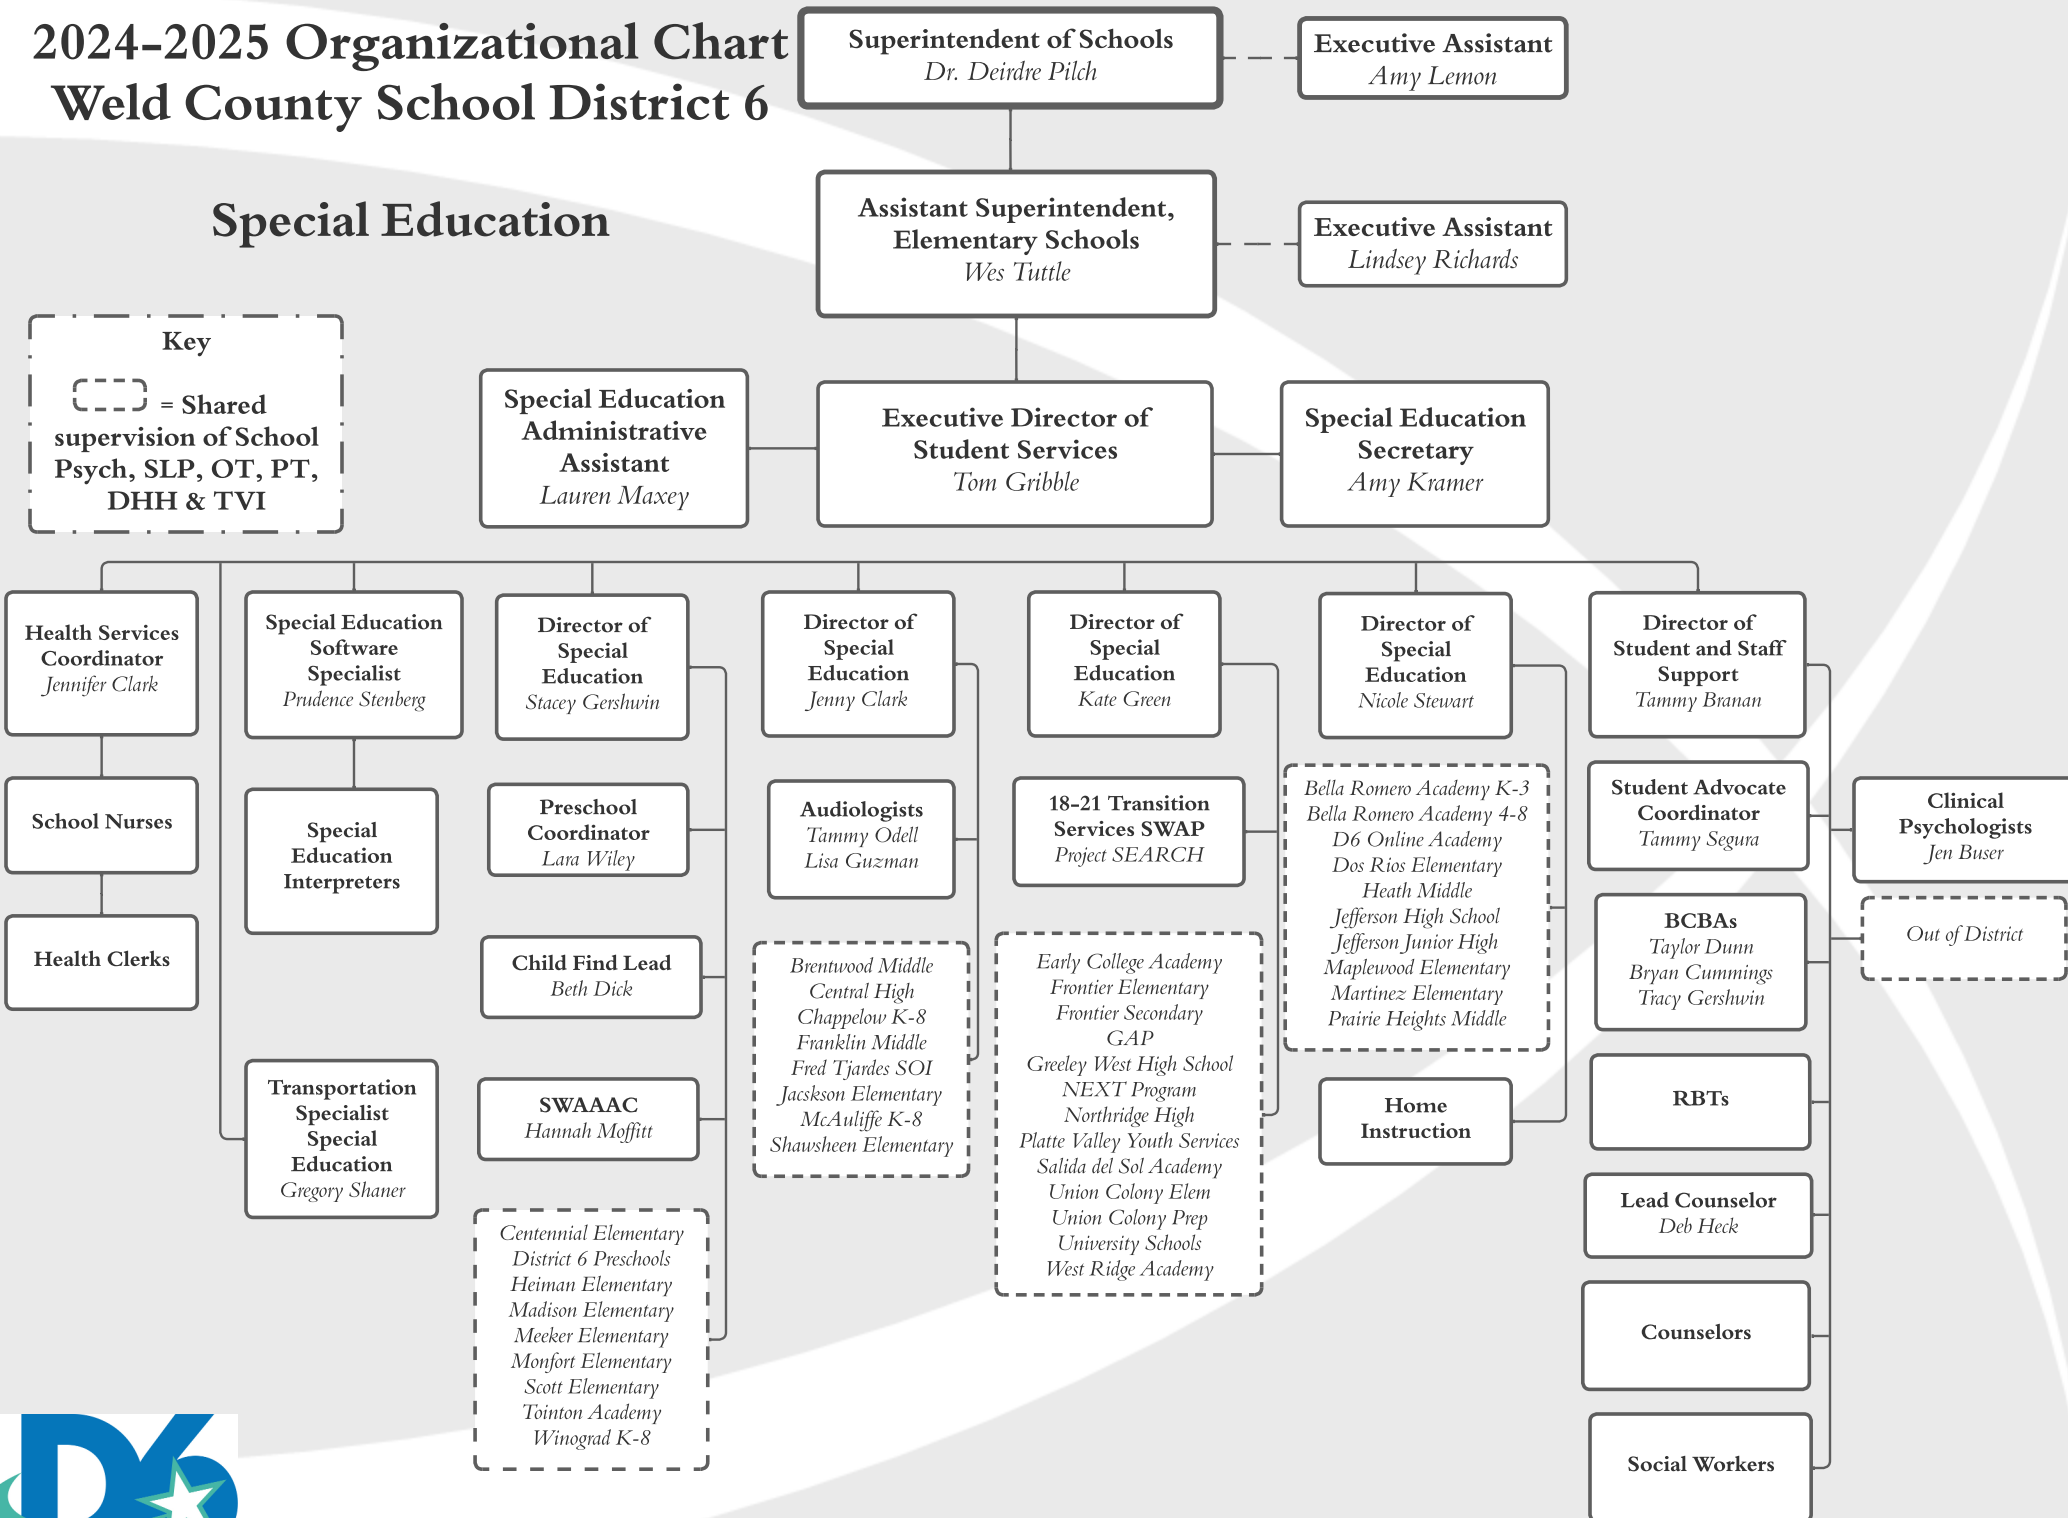 2024-2025 Organizational Chart
Weld County School District 6
Special Education
Superintendent of Schools
Dr. Deirdre Pilch
Executive Assistant
Amy Lemon
Assistant Superintendent,
Elementary Schools
Wes Tuttle
Executive Assistant
Lindsey Richards
Key
= Shared
supervision of School
Psych, SLP, OT, PT,
DHH & TVI
Special Education
Administrative
Assistant
Lauren Maxey
Executive Director of
Student Services
Tom Gribble
Special Education
Secretary
Amy Kramer
Health Services
Coordinator
Jennifer Clark
School Nurses
Health Clerks
Special Education
Software
Specialist
Prudence Stenberg
Special
Education
Interpreters
Transportation
Specialist
Special
Education
Gregory Shaner
Director of
Special
Education
Stacey Gershwin
Preschool
Coordinator
Lara Wiley
Child Find Lead
Beth Dick
SWAAAC
Hannah Moffitt
Centennial Elementary
District 6 Preschools
Heiman Elementary
Madison Elementary
Meeker Elementary
Monfort Elementary
Scott Elementary
Tointon Academy
Winograd K-8
Director of
Special
Education
Jenny Clark
Audiologists
Tammy Odell
Lisa Guzman
Brentwood Middle
Central High
Chappelow K-8
Franklin Middle
Fred Tjardes SOI
Jacskson Elementary
McAuliffe K-8
Shawsheen Elementary
Director of
Special
Education
Kate Green
18-21 Transition
Services SWAP
Project SEARCH
Early College Academy
Frontier Elementary
Frontier Secondary
GAP
Greeley West High School
NEXT Program
Northridge High
Platte Valley Youth Services
Salida del Sol Academy
Union Colony Elem
Union Colony Prep
University Schools
West Ridge Academy
Director of
Special
Education
Nicole Stewart
Bella Romero Academy K-3
Bella Romero Academy 4-8
D6 Online Academy
Dos Rios Elementary
Heath Middle
Jefferson High School
Jefferson Junior High
Maplewood Elementary
Martinez Elementary
Prairie Heights Middle
Home
Instruction
Director of
Student and Staff
Support
Tammy Branan
Student Advocate
Coordinator
Tammy Segura
BCBAs
Taylor Dunn
Bryan Cummings
Tracy Gershwin
RBTs
Lead Counselor
Deb Heck
Counselors
Social Workers
Clinical
Psychologists
Jen Buser
Out of District
D6